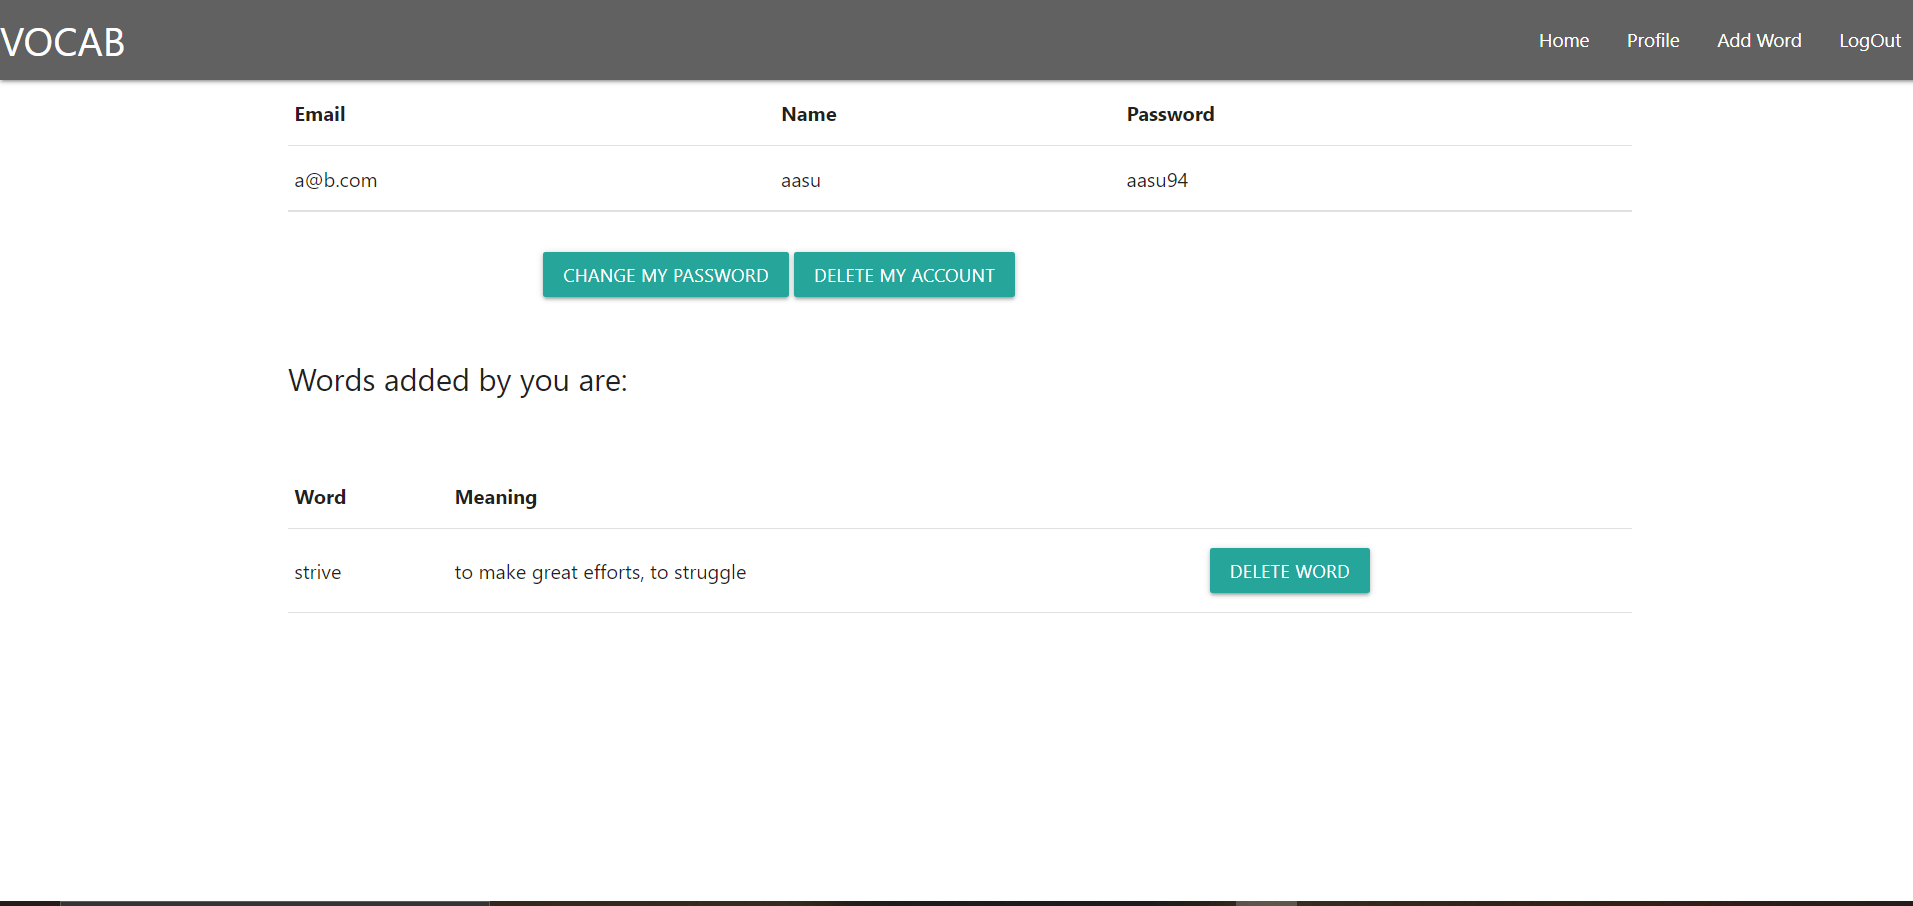 VOCAB Home Profile Add Word LogOut
Email Name Password
a@b.com aasu aasu94
CHANGE MY PASSWORD DELETE MY ACCOUNT
Words added by you are:
Word Meaning
strive to make great efforts, to struggle DELETE WORD